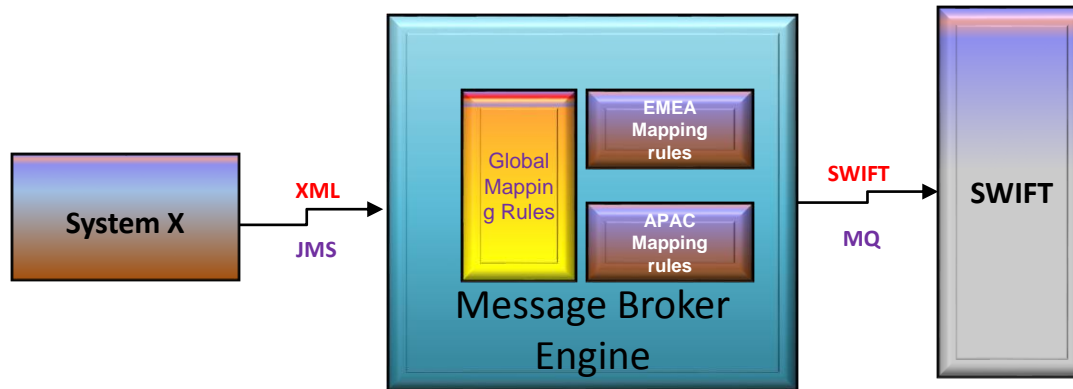 System X
XML
JMS
Global
Mappin
g Rules
EMEA
Mapping
rules
APAC
Mapping
rules
Message Broker
Engine
SWIFT
MQ
SWIFT